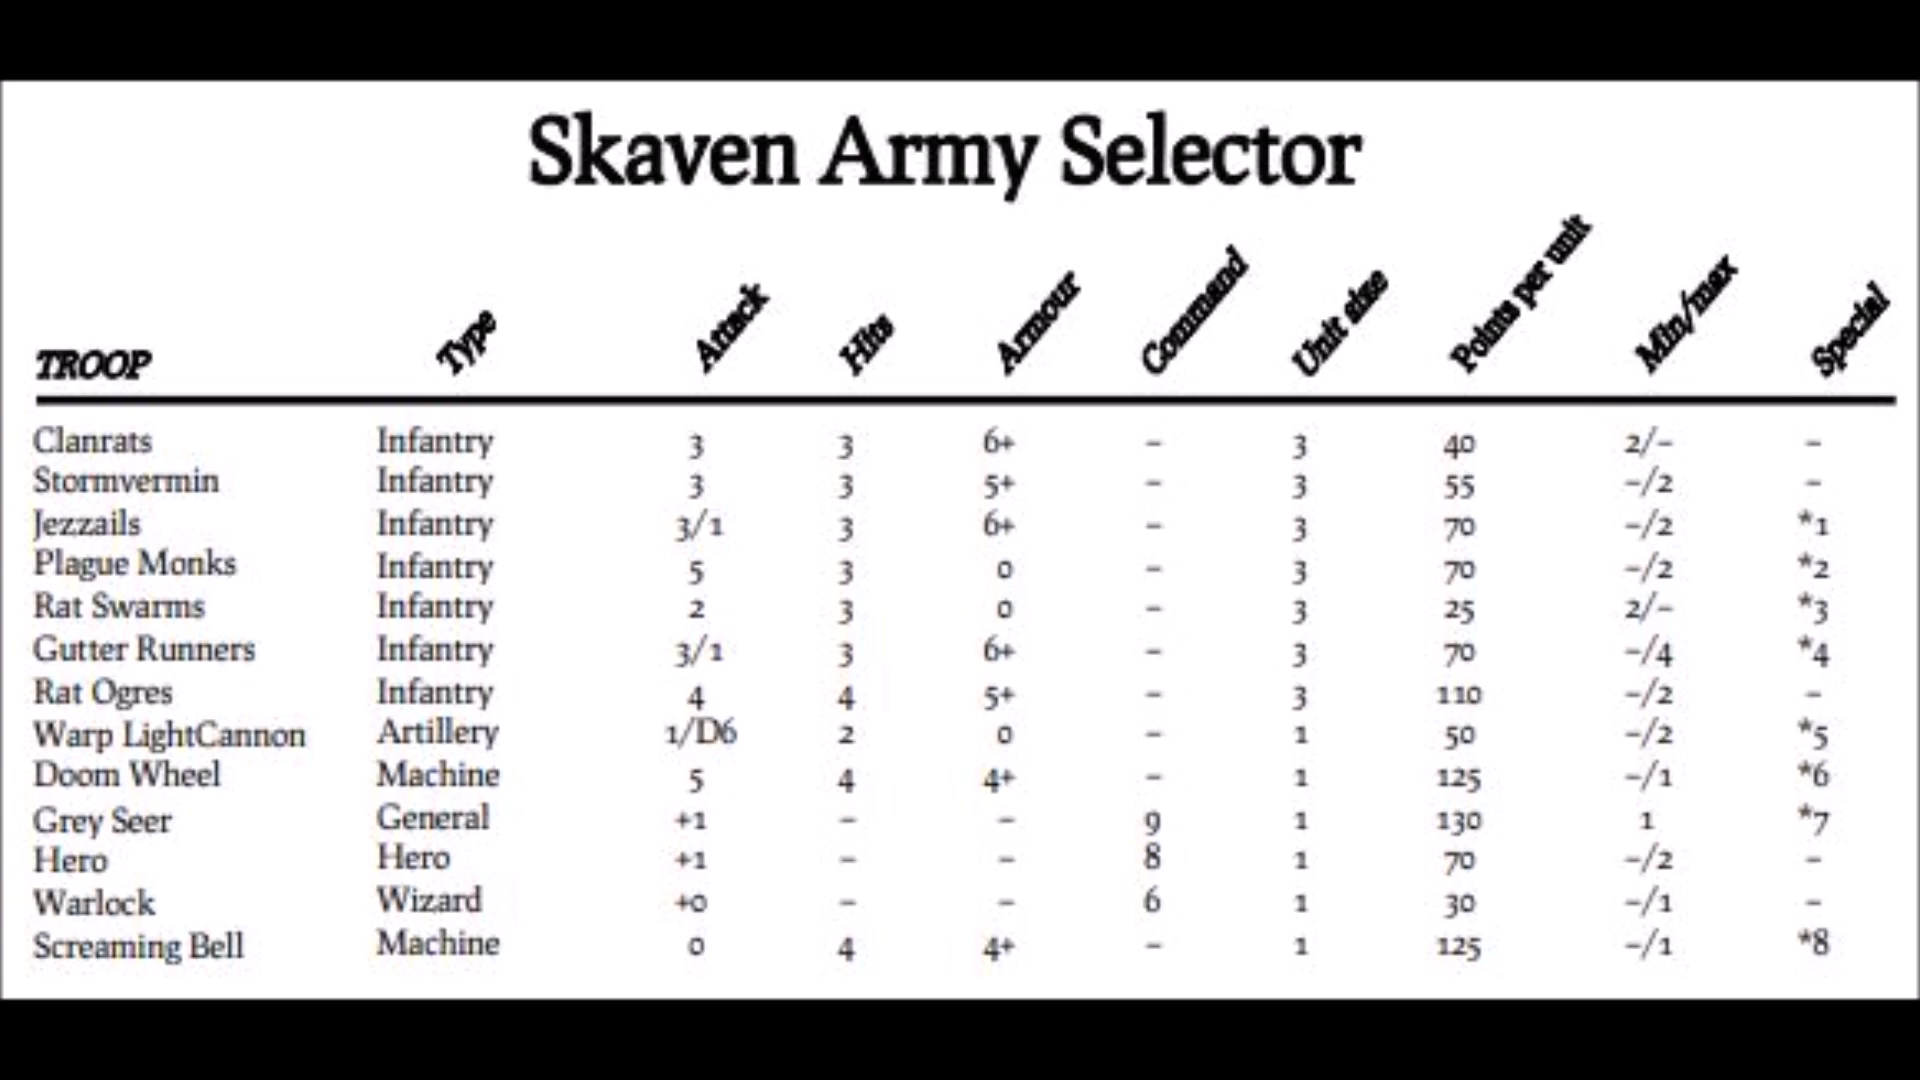 Skaven Army Selector
TROOP Type Attack Hits Armour Command Unit size Points per unit Min/max Special
Clanrats Infantry 3 3 6+ – 3 40 2/– –
Stormvermin Infantry 3 3 5+ – 3 55 –/2 –
Jezzails Infantry 3/1 3 6+ – 3 70 –/2 *1
Plague Monks Infantry 5 3 0 – 3 70 –/2 *2
Rat Swarms Infantry 2 3 0 – 3 25 2/– *3
Gutter Runners Infantry 3/1 3 6+ – 3 70 –/4 *4
Rat Ogres Infantry 4 4 5+ – 3 110 –/2 –
Warp LightCannon Artillery 1/D6 2 0 – 1 50 –/2 *5
Doom Wheel Machine 5 4 4+ – 1 125 –/1 *6
Grey Seer General +1 – – 9 1 130 1 *7
Hero Hero +1 – – 8 1 70 –/2 –
Warlock Wizard +0 – – 6 1 30 –/1 –
Screaming Bell Machine 0 4 4+ – 1 125 –/1 *8